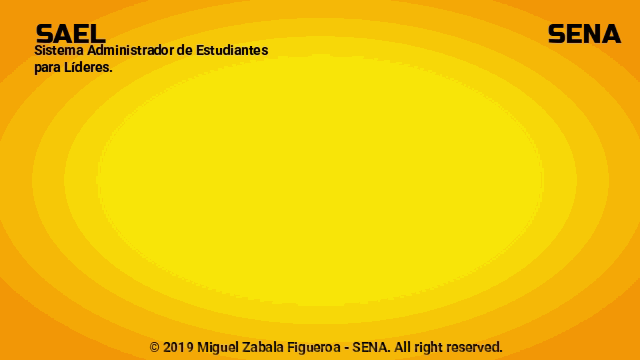 SAEL
SENA
Sistema Administrador de Estudiantes
para Líderes.
© 2019 Miguel Zabala Figueroa - SENA. All right reserved.